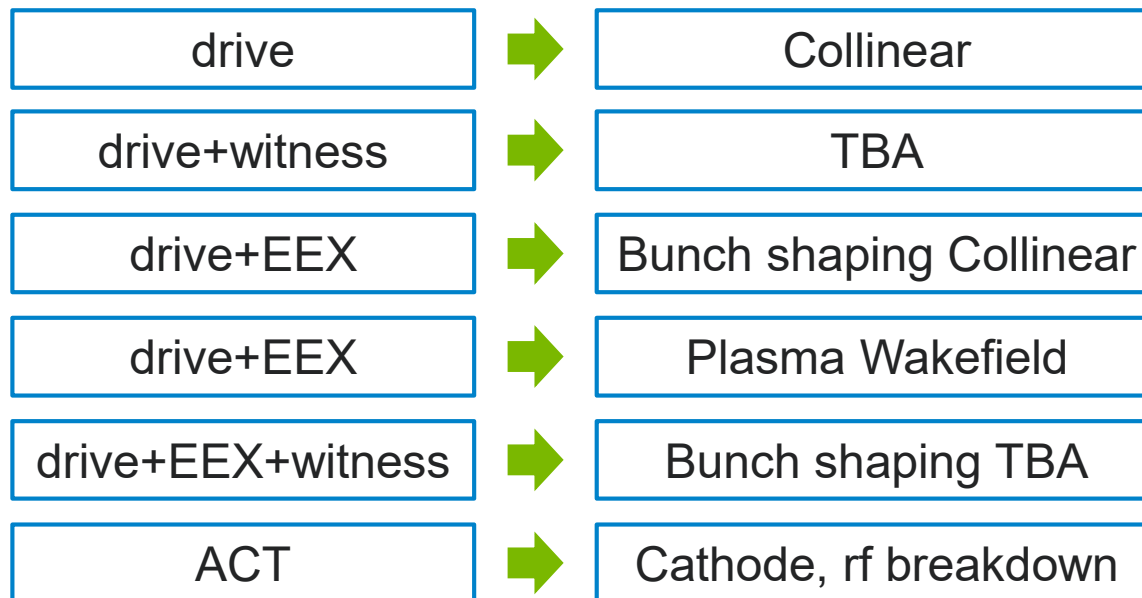 drive
Collinear
drive+witness
TBA
drive+EEX
Bunch shaping Collinear
drive+EEX
Plasma Wakefield
drive+EEX+witness
Bunch shaping TBA
ACT
Cathode, rf breakdown